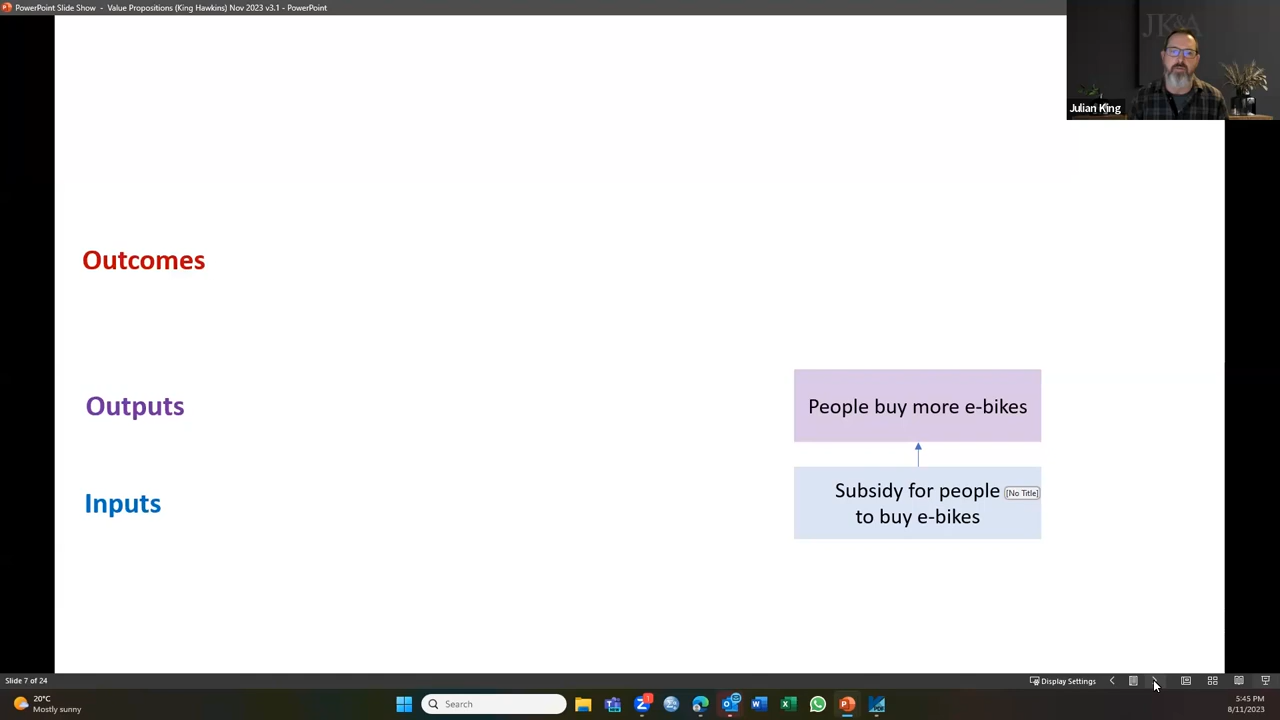 PowerPoint Slide Show - Value Propositions (King Hawkins) Nov 2023 v3.1 - PowerPoint
JK&A
Julian King
Outcomes
Outputs
People buy more e-bikes
Inputs
Subsidy for people
to buy e-bikes
[No Title]
Slide 7 of 24
Display Settings
20°C
Mostly sunny
Search
1
5:45 PM
8/11/2023